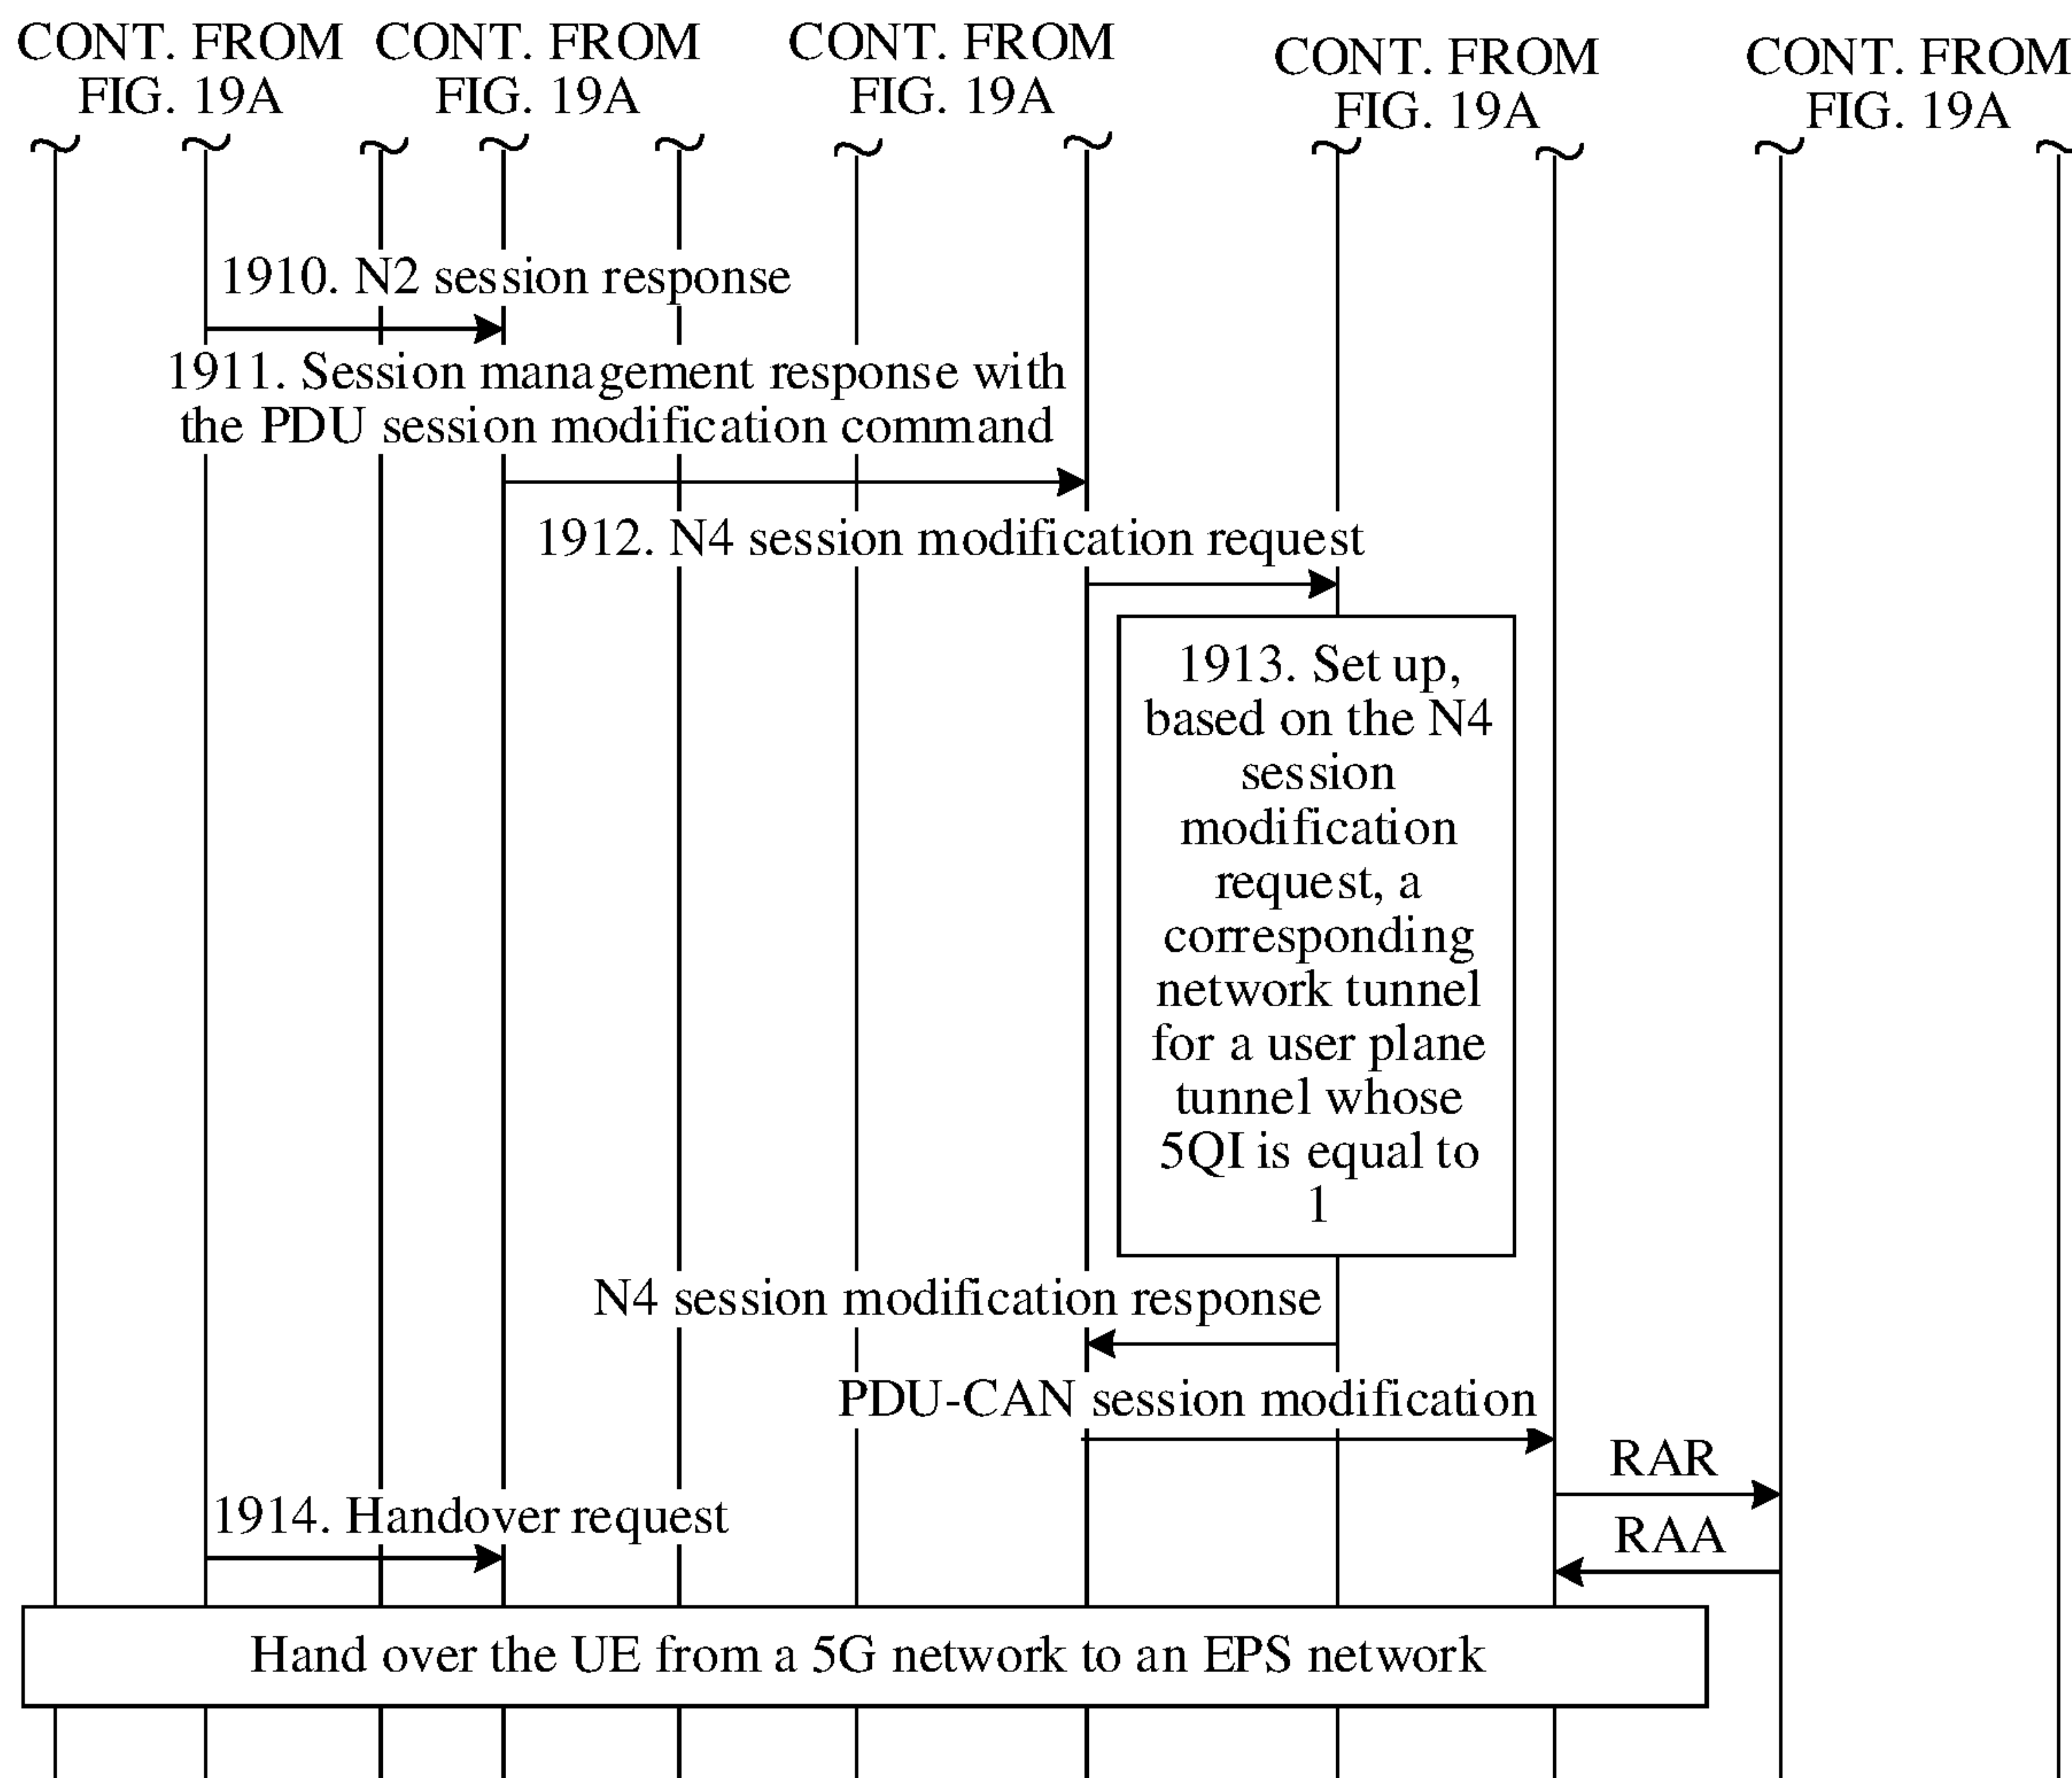 CONT. FROM
FIG. 19A
CONT. FROM
FIG. 19A
CONT. FROM
FIG. 19A
CONT. FROM
FIG. 19A
CONT. FROM
FIG. 19A
1910. N2 session response
1911. Session management response with
the PDU session modification command
1912. N4 session modification request
1913. Set up,
based on the N4
session
modification
request, a
corresponding
network tunnel
for a user plane
tunnel whose
5QI is equal to
1
N4 session modification response
PDU-CAN session modification
RAR
1914. Handover request
RAA
Hand over the UE from a 5G network to an EPS network